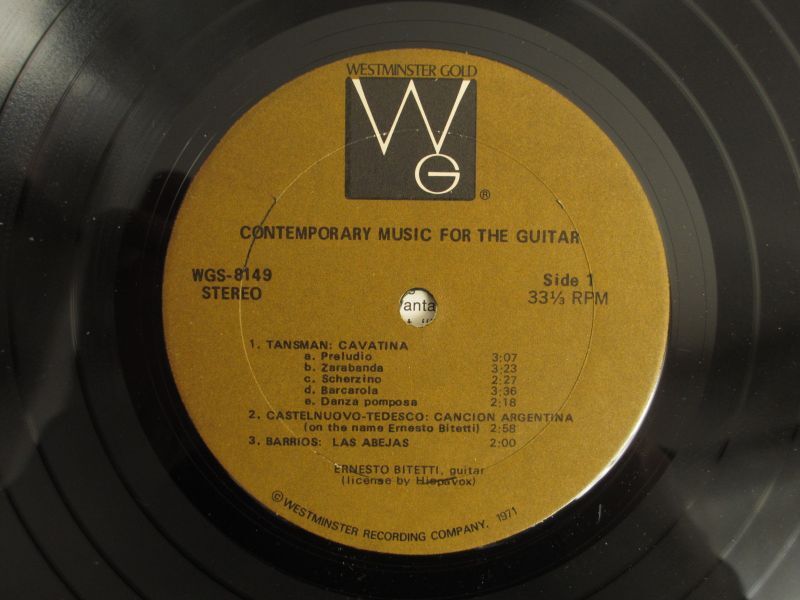 WESTMINSTER GOLD
WG
®
CONTEMPORARY MUSIC FOR THE GUITAR
WGS-8149
STEREO
Side 1
33⅓ RPM
anta
1. TANSMAN: CAVATINA
a. Preludio 3:07
b. Zarabanda 3:23
c. Scherzino 2:27
d. Barcarola 3:36
e. Danza pomposa 2:18
2. CASTELNUOVO-TEDESCO: CANCION ARGENTINA
(on the name Ernesto Bitetti) 2:58
3. BARRIOS: LAS ABEJAS 2:00
ERNESTO BITETTI, guitar
(license by Hispavox)
©WESTMINSTER RECORDING COMPANY, 1971